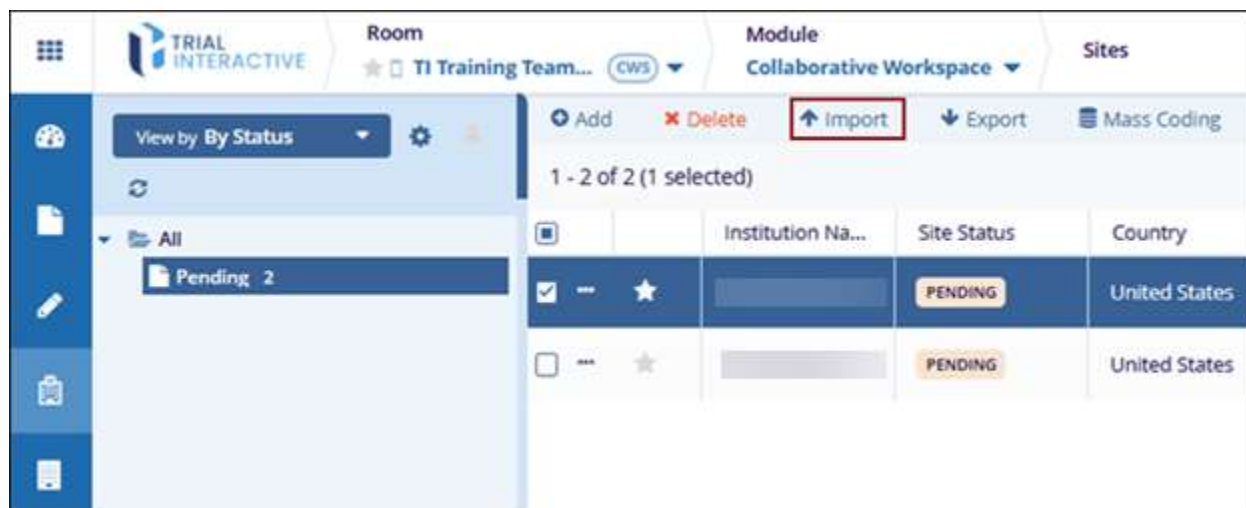 TRIAL
INTERACTIVE
Room
TI Training Team... CWS
Module
Collaborative Workspace
Sites
View by By Status
Add Delete Import Export Mass Coding
1 - 2 of 2 (1 selected)
All
Pending 2
Institution Na... Site Status Country
PENDING United States
PENDING United States